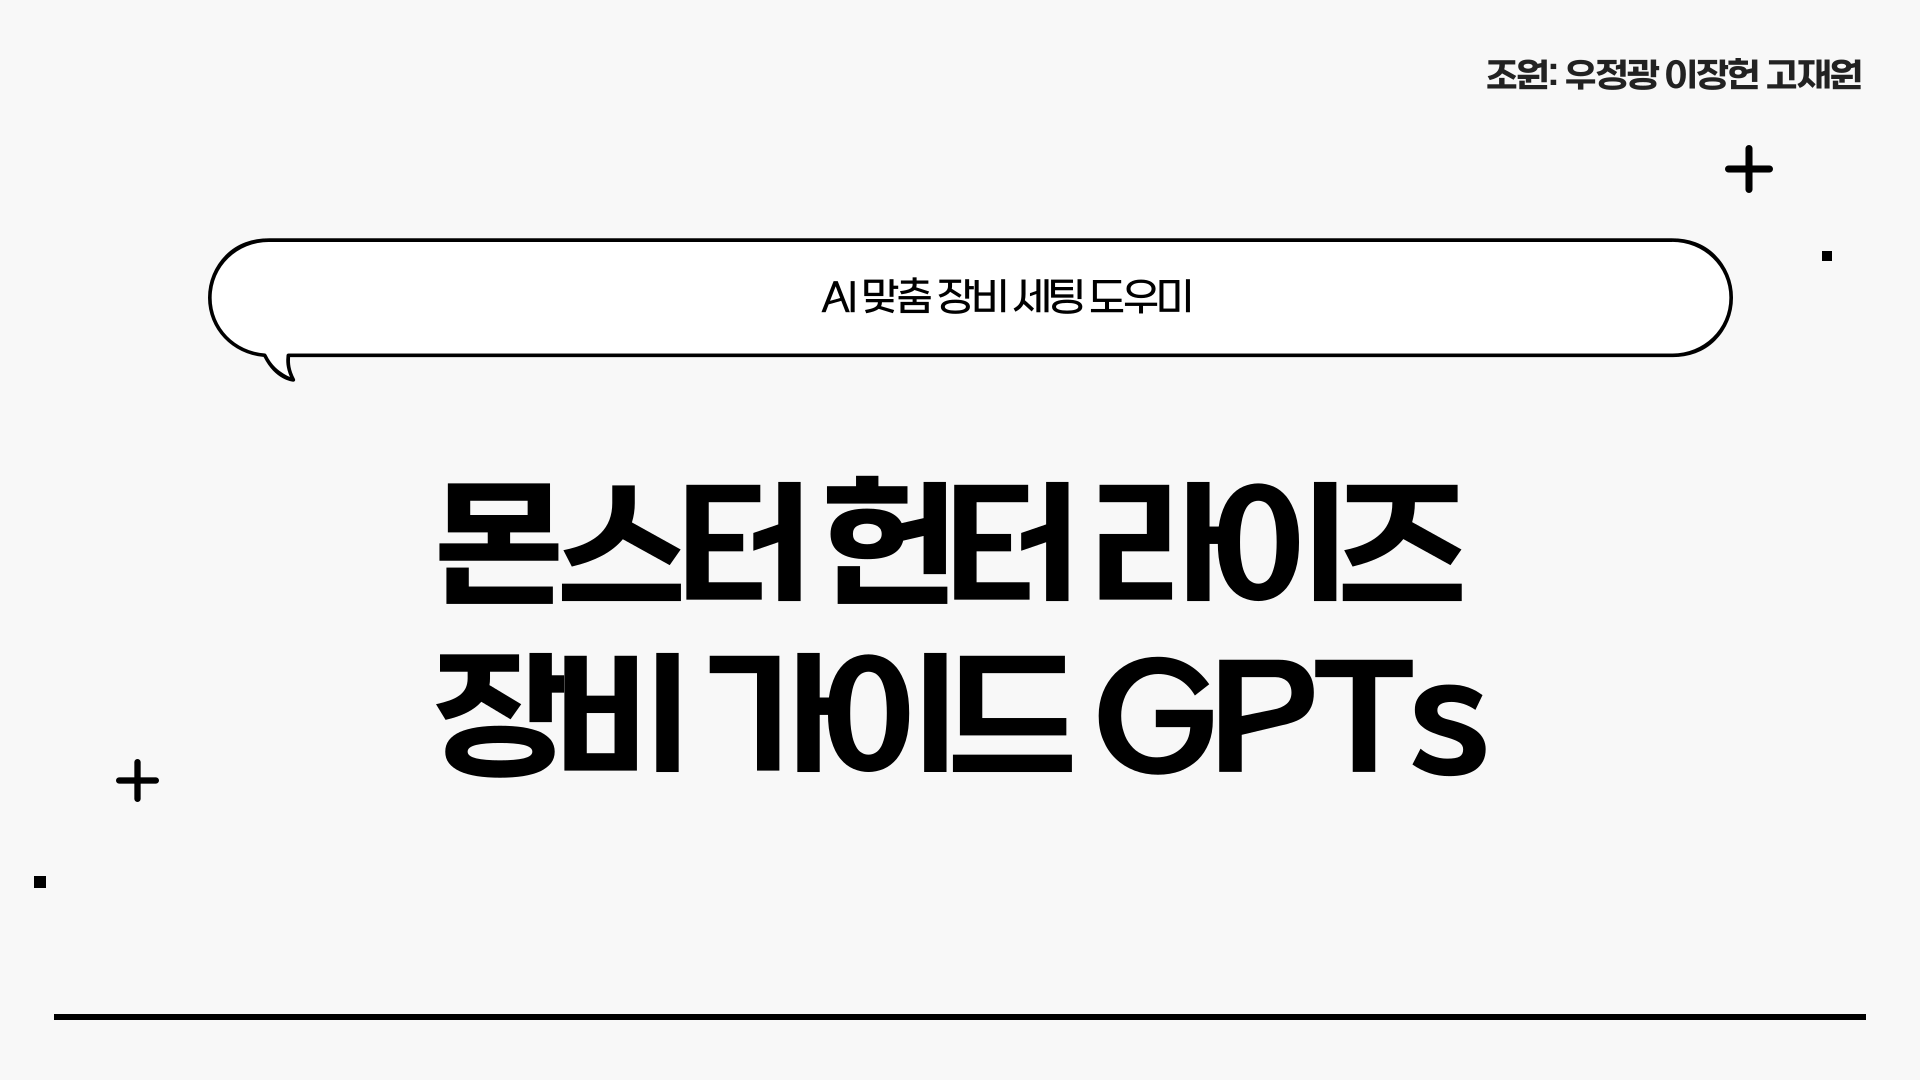 조원: 우정광 이장헌 고재원
AI 맞춤 장비 세팅 도우미
몬스터 헌터 라이즈
장비 가이드 GPTs